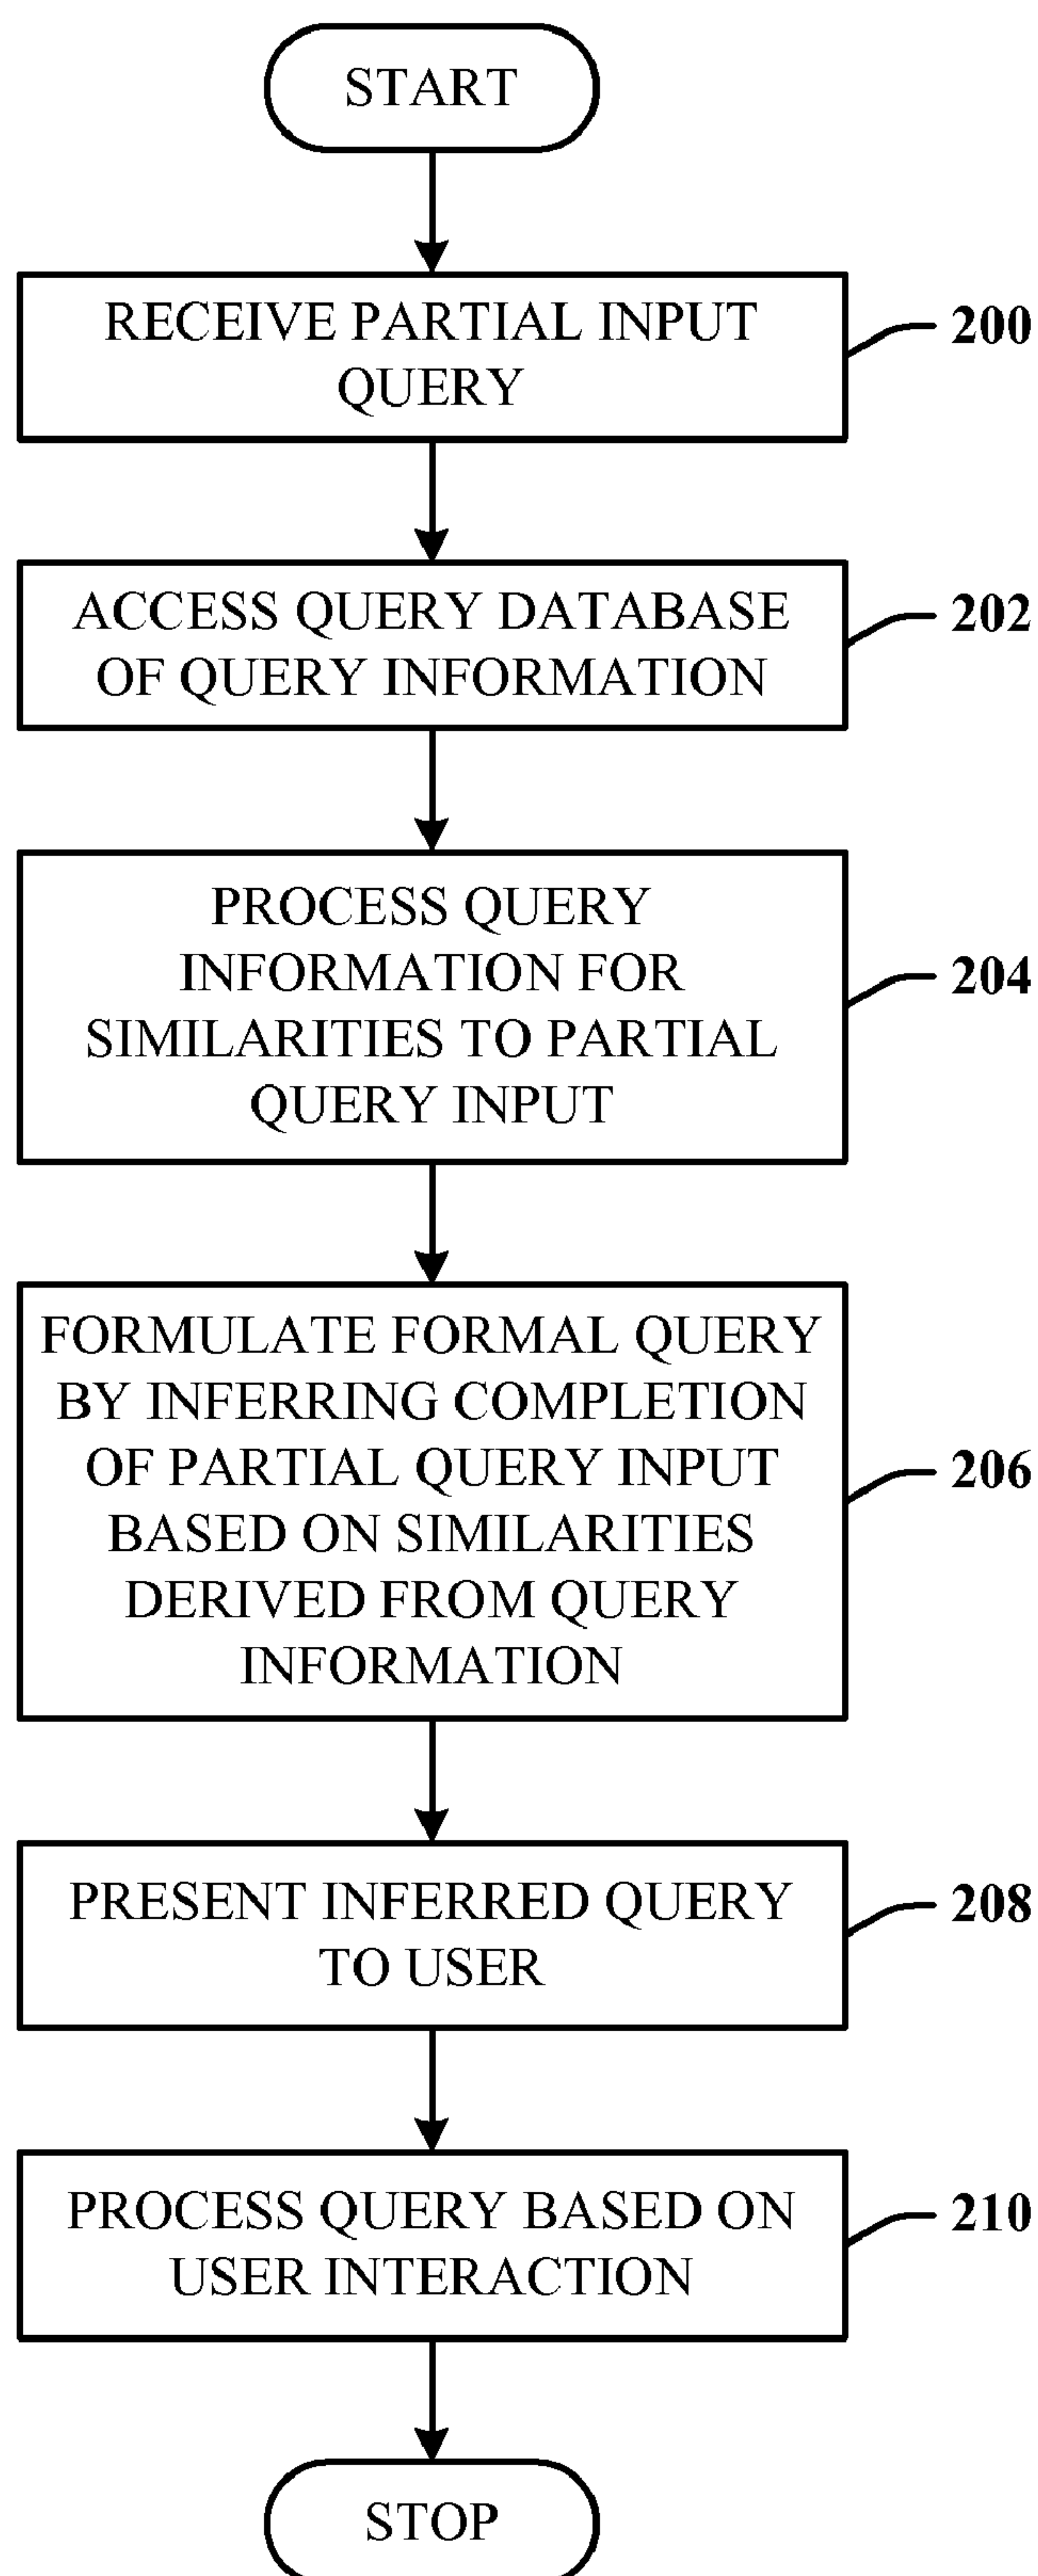 START
RECEIVE PARTIAL INPUT
QUERY
200
ACCESS QUERY DATABASE
OF QUERY INFORMATION
202
PROCESS QUERY
INFORMATION FOR
SIMILARITIES TO PARTIAL
QUERY INPUT
204
FORMULATE FORMAL QUERY
BY INFERRING COMPLETION
OF PARTIAL QUERY INPUT
BASED ON SIMILARITIES
DERIVED FROM QUERY
INFORMATION
206
PRESENT INFERRED QUERY
TO USER
208
PROCESS QUERY BASED ON
USER INTERACTION
210
STOP